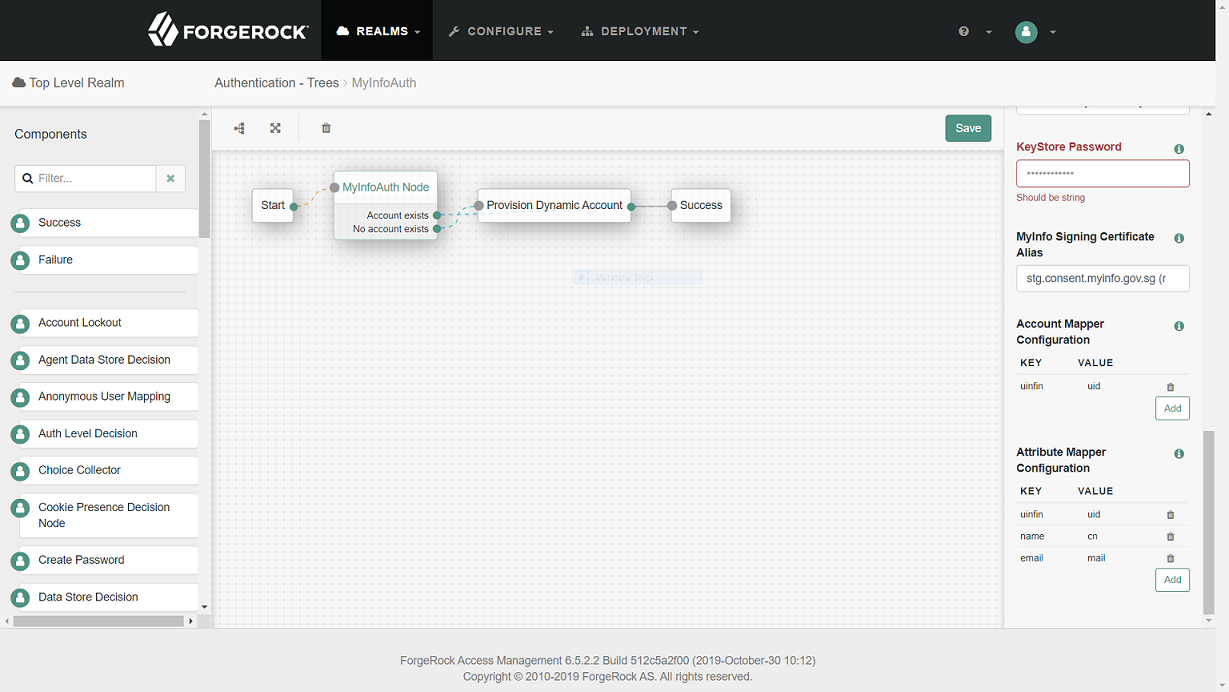 FORGEROCK
REALMS
CONFIGURE
DEPLOYMENT
Top Level Realm
Authentication - Trees > MyInfoAuth
Components
Filter...
Success
Failure
Account Lockout
Agent Data Store Decision
Anonymous User Mapping
Auth Level Decision
Choice Collector
Cookie Presence Decision
Node
Create Password
Data Store Decision
Save
Start
MyInfoAuth Node
Account exists
No account exists
Provision Dynamic Account
Success
Window Snip
KeyStore Password
••••••••••••
Should be string
MyInfo Signing Certificate
Alias
stg.consent.myinfo.gov.sg (r
Account Mapper
Configuration
KEY VALUE
uinfin uid
Add
Attribute Mapper
Configuration
KEY VALUE
uinfin uid
name cn
email mail
Add
ForgeRock Access Management 6.5.2.2 Build 512c5a2f00 (2019-October-30 10:12)
Copyright © 2010-2019 ForgeRock AS. All rights reserved.